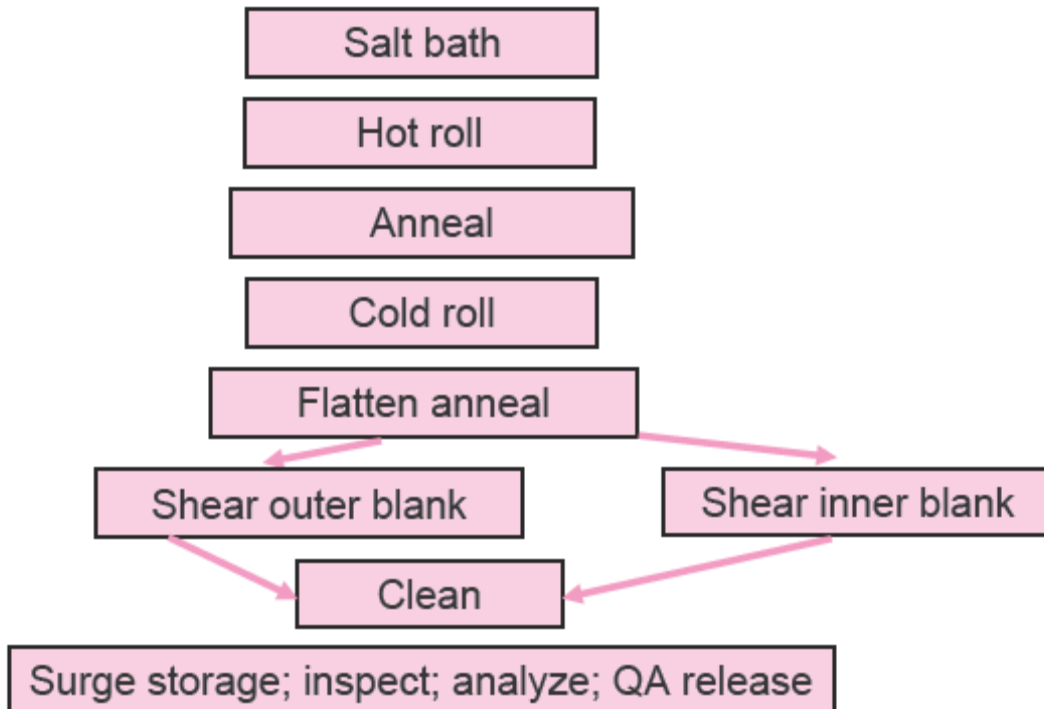 Salt bath
Hot roll
Anneal
Cold roll
Flatten anneal
Shear outer blank
Shear inner blank
Clean
Surge storage; inspect; analyze; QA release